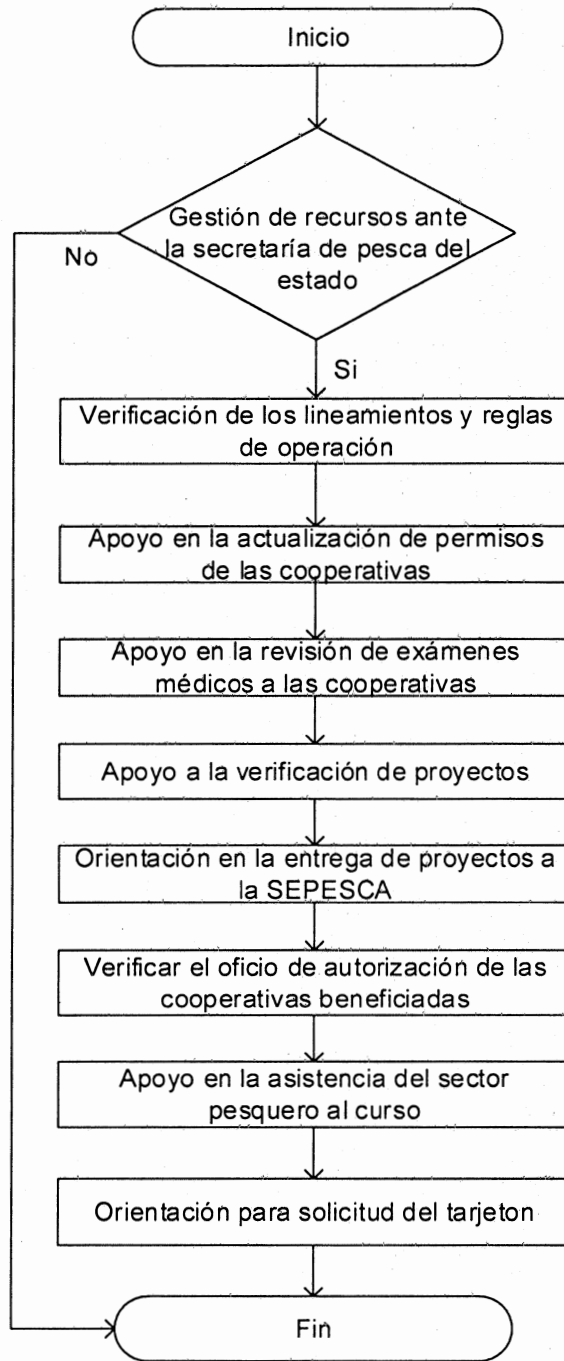 Inicio
Gestión de recursos ante
la secretaría de pesca del
estado
No
Si
Verificación de los lineamientos y reglas
de operación
Apoyo en la actualización de permisos
de las cooperativas
Apoyo en la revisión de exámenes
médicos a las cooperativas
Apoyo a la verificación de proyectos
Orientación en la entrega de proyectos a
la SEPESCA
Verificar el oficio de autorización de las
cooperativas beneficiadas
Apoyo en la asistencia del sector
pesquero al curso
Orientación para solicitud del tarjeton
Fin